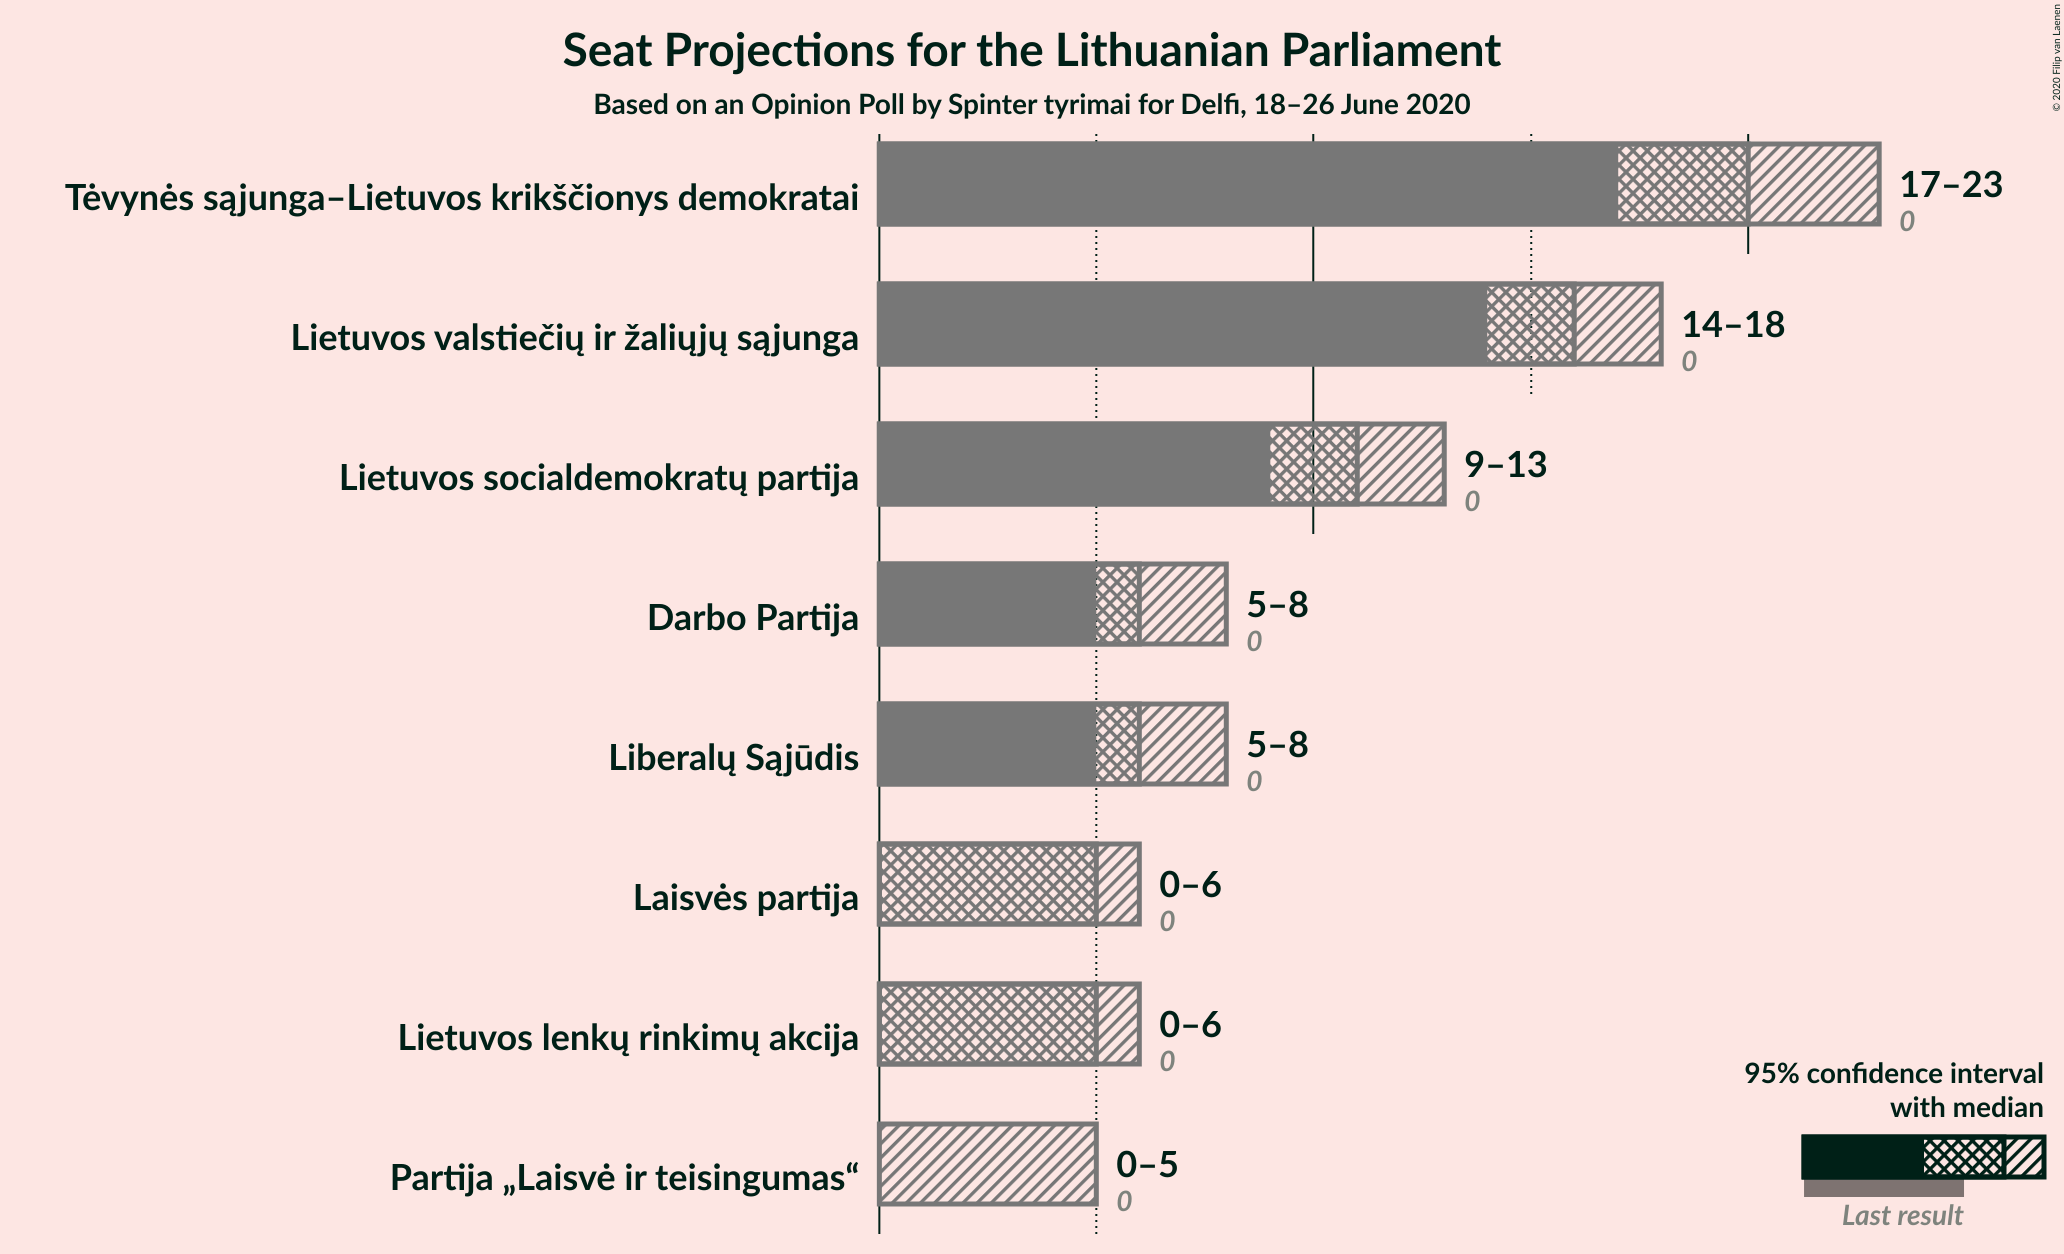 Seat Projections for the Lithuanian Parliament
Based on an Opinion Poll by Spinter tyrimai for Delfi, 18–26 June 2020
© 2020 Filip van Laenen
Tėvynės sąjunga–Lietuvos krikščionys demokratai
17–23
0
Lietuvos valstiečių ir žaliųjų sąjunga
14–18
0
Lietuvos socialdemokratų partija
9–13
0
Darbo Partija
5–8
0
Liberalų Sąjūdis
5–8
0
Laisvės partija
0–6
0
Lietuvos lenkų rinkimų akcija
0–6
0
Partija „Laisvė ir teisingumas“
0–5
0
95% confidence interval
with median
Last result